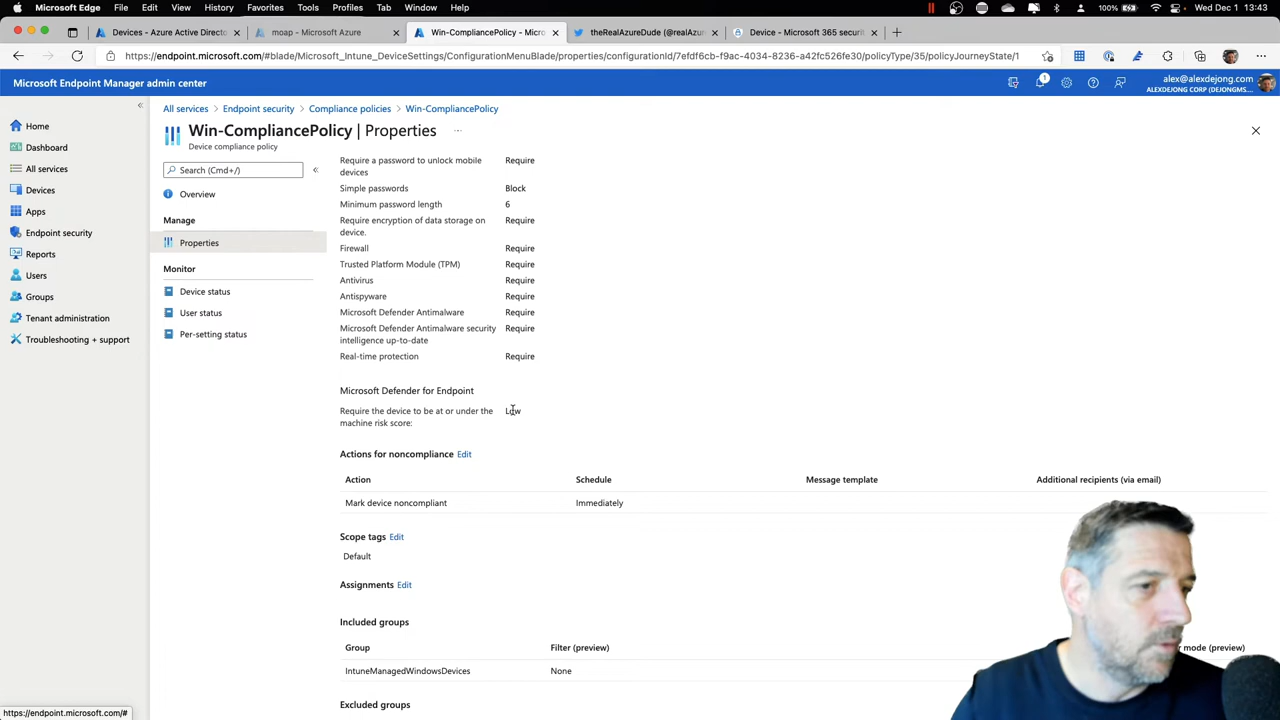 Microsoft Edge File Edit View History Favorites Tools Profiles Tab Window Help 100% Wed Dec 1 13:43
Devices - Azure Active Directo
moap - Microsoft Azure
Win-CompliancePolicy - Micro
theRealAzureDude (@realAzur
Device - Microsoft 365 securit
https://endpoint.microsoft.com/#blade/Microsoft_Intune_DeviceSettings/ConfigurationMenuBlade/properties/configurationId/7efdf6cb-f9ac-4034-8236-a42fc526fe30/policyType/35/policyJourneyState/1
Microsoft Endpoint Manager admin center
1
alex@alexdejong.com
ALEXDEJONG CORP (DEJONGMS....
Home
Dashboard
All services
Devices
Apps
Endpoint security
Reports
Users
Groups
Tenant administration
Troubleshooting + support
All services > Endpoint security > Compliance policies > Win-CompliancePolicy
Win-CompliancePolicy | Properties ...
Device compliance policy
Search (Cmd+/)
Overview
Manage
Properties
Monitor
Device status
User status
Per-setting status
Require a password to unlock mobile Require
devices
Simple passwords Block
Minimum password length 6
Require encryption of data storage on Require
device.
Firewall Require
Trusted Platform Module (TPM) Require
Antivirus Require
Antispyware Require
Microsoft Defender Antimalware Require
Microsoft Defender Antimalware security Require
intelligence up-to-date
Real-time protection Require
Microsoft Defender for Endpoint
Require the device to be at or under the Low
machine risk score:
Actions for noncompliance Edit
Action Schedule Message template Additional recipients (via email)
Mark device noncompliant Immediately
Scope tags Edit
Default
Assignments Edit
Included groups
Group Filter (preview) mode (preview)
IntuneManagedWindowsDevices None
Excluded groups
https://endpoint.microsoft.com/#